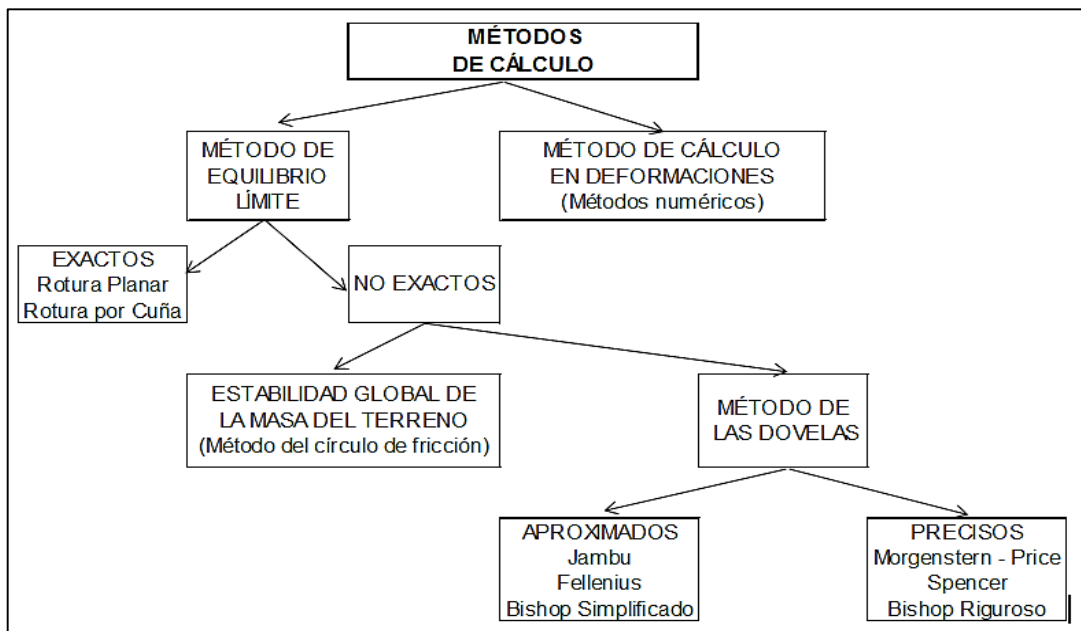 MÉTODOS
DE CÁLCULO
MÉTODO DE
EQUILIBRIO
LÍMITE
MÉTODO DE CÁLCULO
EN DEFORMACIONES
(Métodos numéricos)
EXACTOS
Rotura Planar
Rotura por Cuña
NO EXACTOS
ESTABILIDAD GLOBAL DE
LA MASA DEL TERRENO
(Método del círculo de fricción)
MÉTODO DE
LAS DOVELAS
APROXIMADOS
Jambu
Fellenius
Bishop Simplificado
PRECISOS
Morgenstern - Price
Spencer
Bishop Riguroso